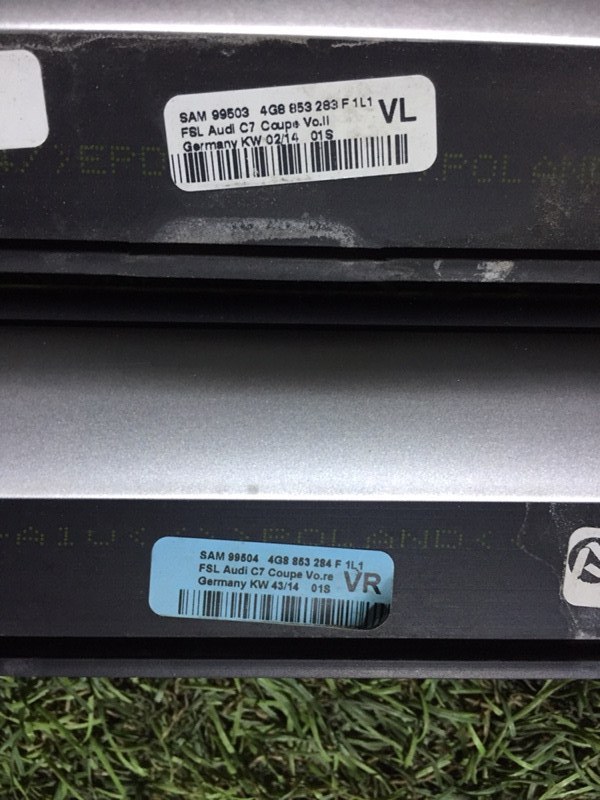 SAM 99503 4G8 853 283 F 1L1
FSL Audi C7 Coupe Vo.li
Germany KW 02/14 01S
VL
POLAN
SAM 99504 4G8 853 284 F 1L1
FSL Audi C7 Coupe Vo.re
Germany KW 43/14 01S
VR